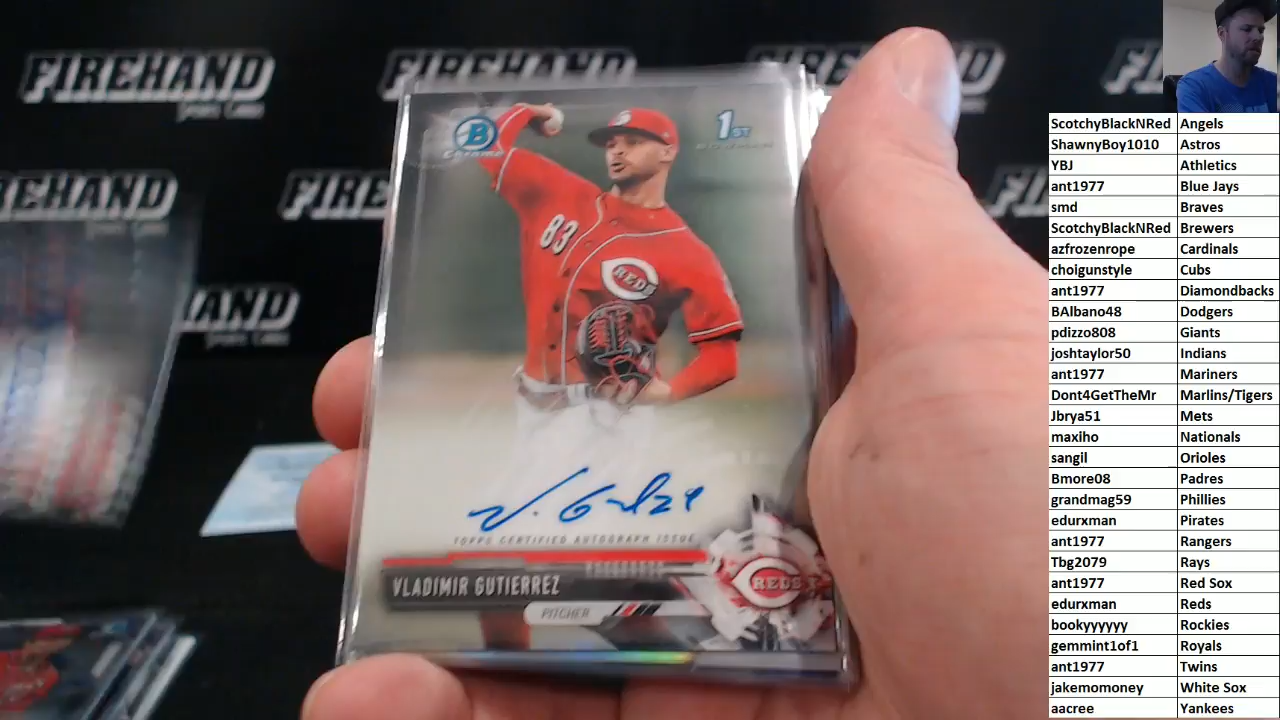 FIREHAND
SPORTS CARDS
FIREHAND
FIREHAND
FIREHAND
FIREHAND
B
Chrome
1ST
BOWMAN
83
REDS
TOPPS CERTIFIED AUTOGRAPH ISSUE
VLADIMIR GUTIERREZ
PITCHER
REDS
ScotchyBlackNRed Angels
ShawnyBoy1010 Astros
YBJ Athletics
ant1977 Blue Jays
smd Braves
ScotchyBlackNRed Brewers
azfrozenrope Cardinals
choigunstyle Cubs
ant1977 Diamondbacks
BAlbano48 Dodgers
pdizzo808 Giants
joshtaylor50 Indians
ant1977 Mariners
Dont4GetTheMr Marlins/Tigers
Jbrya51 Mets
maxiho Nationals
sangil Orioles
Bmore08 Padres
grandmag59 Phillies
edurxman Pirates
ant1977 Rangers
Tbg2079 Rays
ant1977 Red Sox
edurxman Reds
bookyyyyyy Rockies
gemmint1of1 Royals
ant1977 Twins
jakemomoney White Sox
aacree Yankees